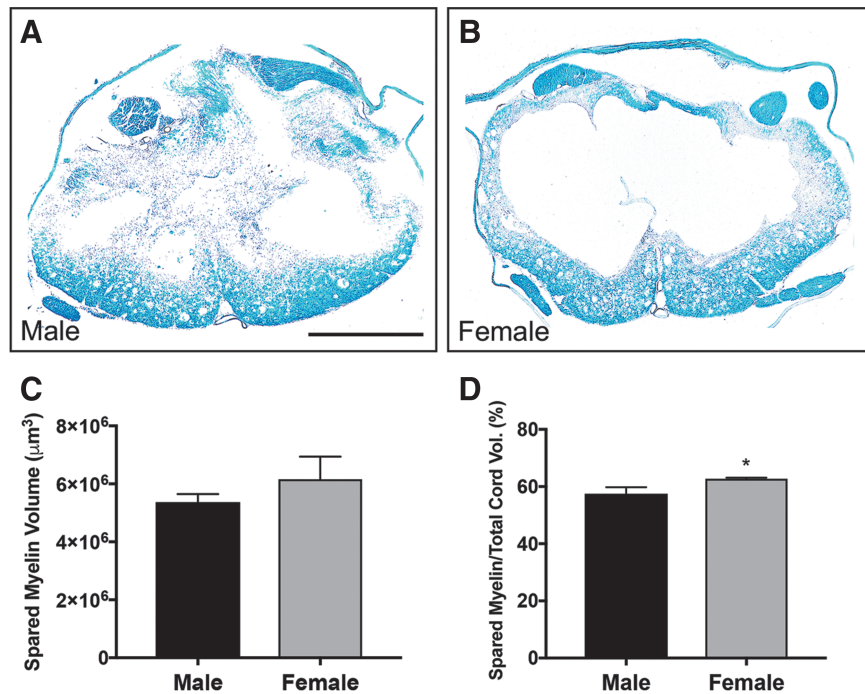 A
B
Male
Female
C
D
Spared Myelin Volume (μm³)
8×10⁶
6×10⁶
4×10⁶
2×10⁶
0
Male Female
Spared Myelin/Total Cord Vol. (%)
80
60
40
20
0
*
Male Female